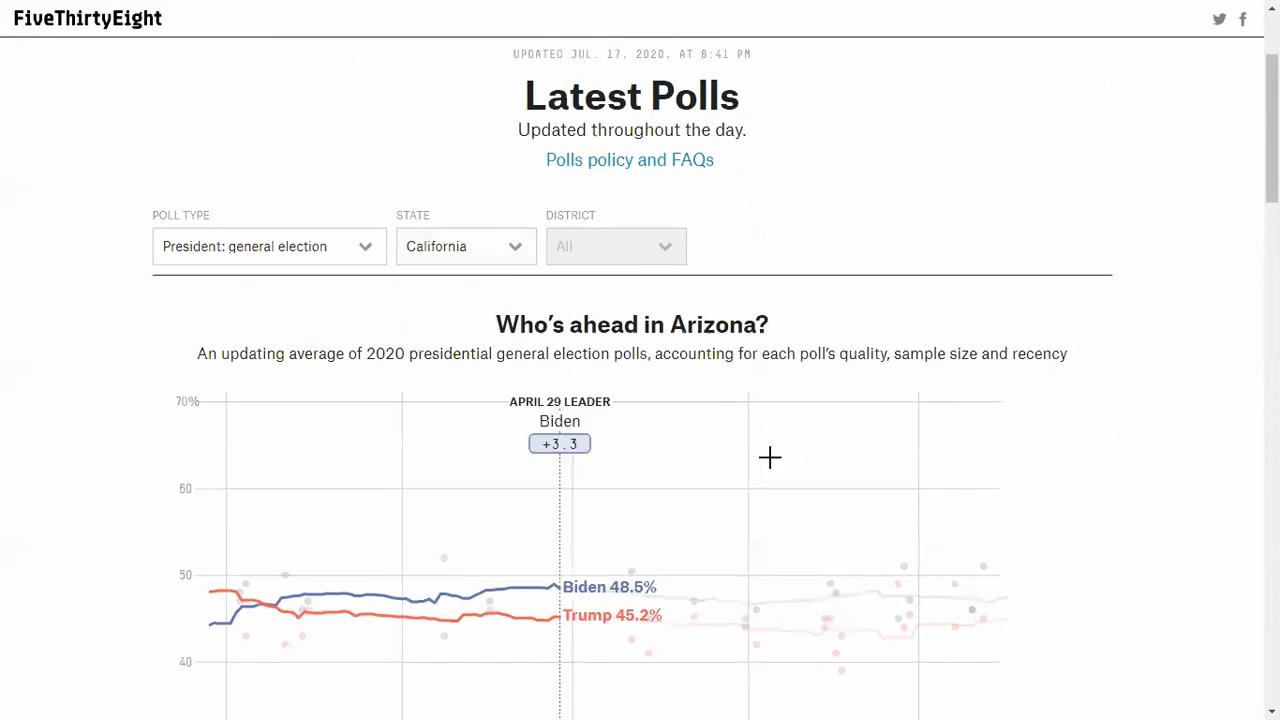 FiveThirtyEight
UPDATED JUL. 17, 2020, AT 8:41 PM
Latest Polls
Updated throughout the day.
Polls policy and FAQs
POLL TYPE STATE DISTRICT
President: general election California All
Who's ahead in Arizona?
An updating average of 2020 presidential general election polls, accounting for each poll's quality, sample size and recency
70%
APRIL 29 LEADER
Biden
+3.3
60
50
Biden 48.5%
Trump 45.2%
40